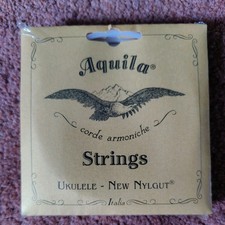 Aquila®
corde armoniche
Strings
UKULELE - NEW NYLGUT®
Italia